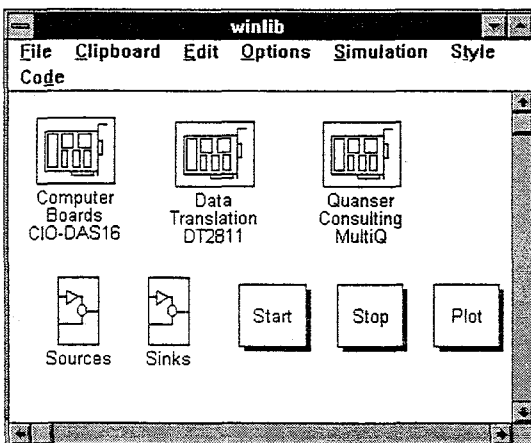 winlib
File Clipboard Edit Options Simulation Style
Code
Computer
Boards
CIO-DAS16
Data
Translation
DT2811
Quanser
Consulting
MultiQ
Sources
Sinks
Start
Stop
Plot